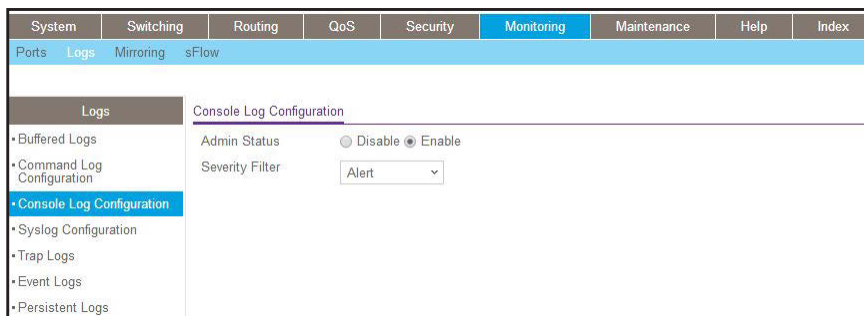 System Switching Routing QoS Security Monitoring Maintenance Help Index
Ports Logs Mirroring sFlow
Logs
Buffered Logs
Command Log
Configuration
Console Log Configuration
Syslog Configuration
Trap Logs
Event Logs
Persistent Logs
Console Log Configuration
Admin Status Disable Enable
Severity Filter Alert